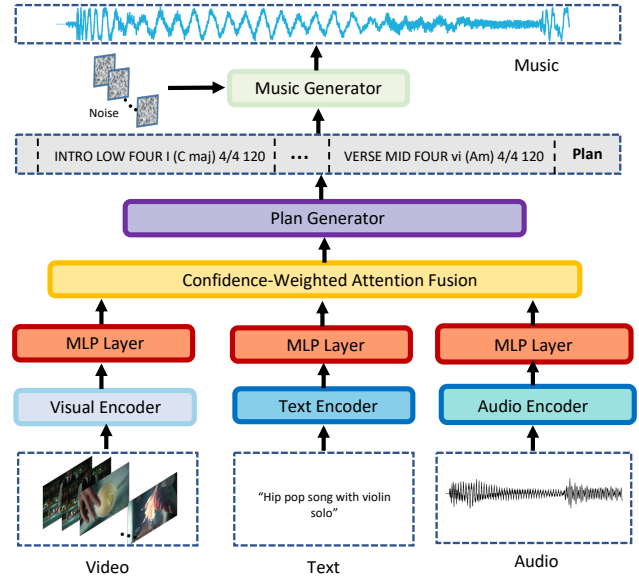 Music
Music Generator
Noise
INTRO LOW FOUR I (C maj) 4/4 120 ... VERSE MID FOUR vi (Am) 4/4 120 Plan
Plan Generator
Confidence-Weighted Attention Fusion
MLP Layer MLP Layer MLP Layer
Visual Encoder Text Encoder Audio Encoder
“Hip pop song with violin
solo”
Video Text Audio